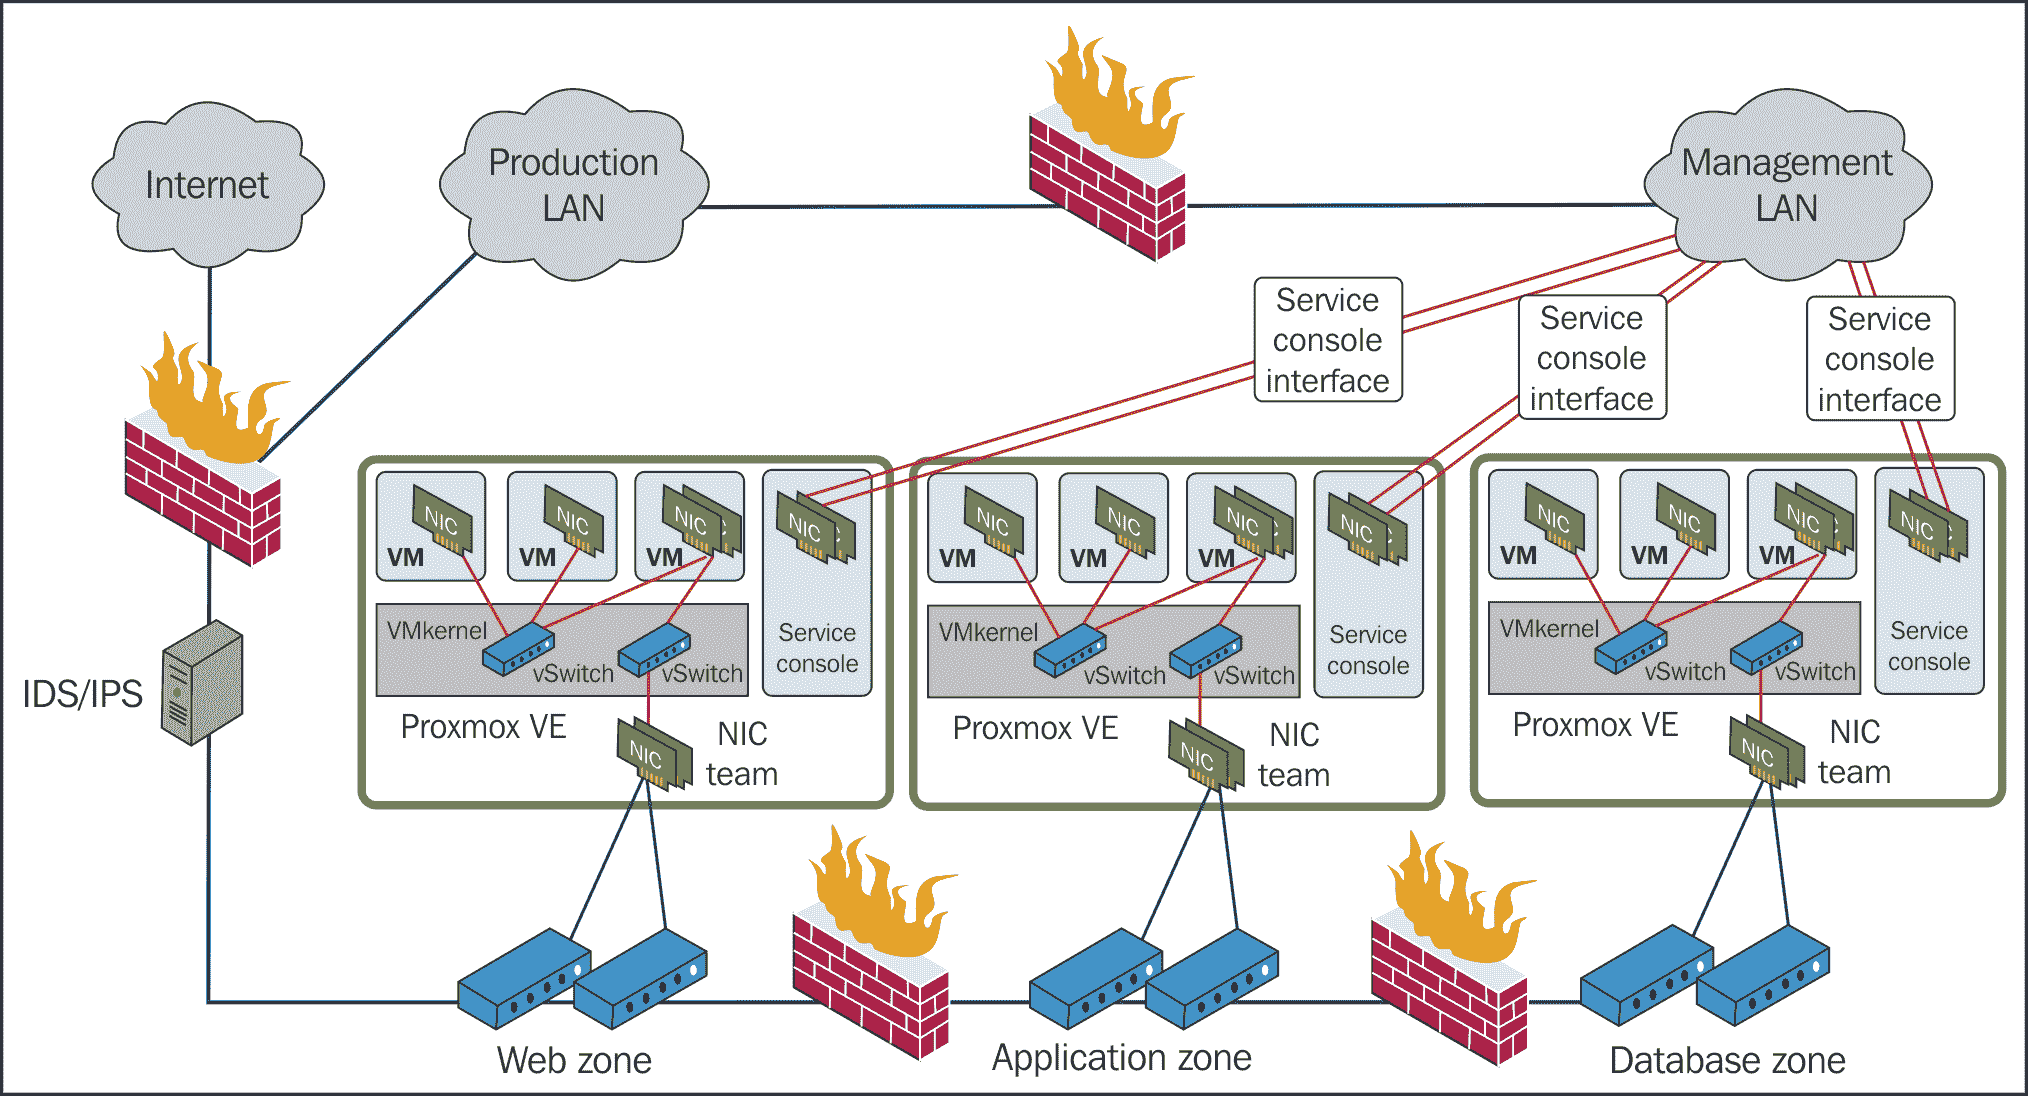 Internet
Production
LAN
Management
LAN
Service
console
interface
Service
console
interface
Service
console
interface
NIC
VM
NIC
VM
NIC
VM
NIC
Service
console
VMkernel
vSwitch
vSwitch
Proxmox VE
NIC
NIC
team
NIC
VM
NIC
VM
NIC
VM
NIC
Service
console
VMkernel
vSwitch
vSwitch
Proxmox VE
NIC
NIC
team
NIC
VM
NIC
VM
NIC
VM
NIC
Service
console
VMkernel
vSwitch
vSwitch
Proxmox VE
NIC
NIC
team
IDS/IPS
Web zone
Application zone
Database zone